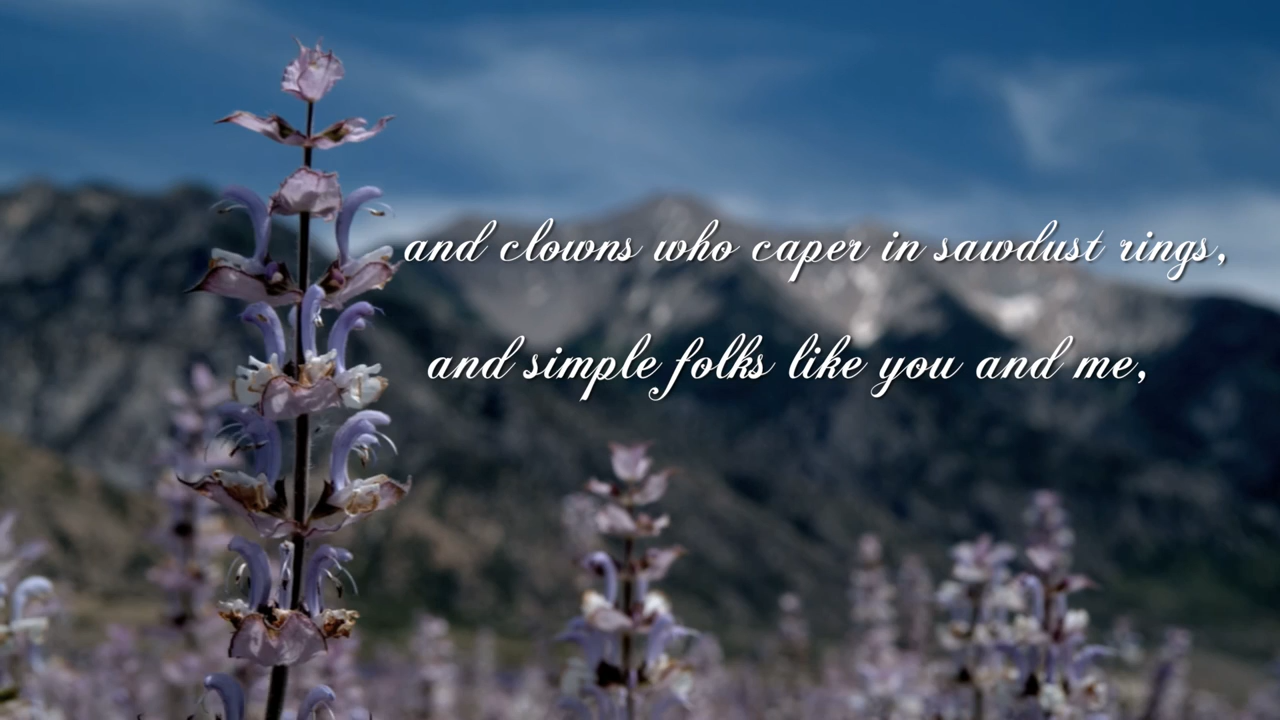 and clowns who caper in sawdust rings,
and simple folks like you and me,